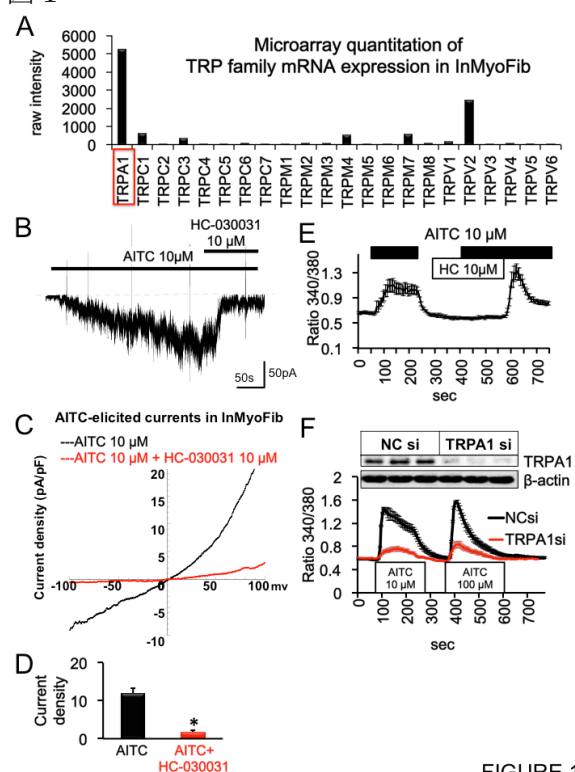 図 1
A
Microarray quantitation of
TRP family mRNA expression in InMyoFib
raw intensity
6000
5000
4000
3000
2000
1000
0
TRPA1
TRPC1
TRPC2
TRPC3
TRPC4
TRPC5
TRPC6
TRPC7
TRPM1
TRPM2
TRPM3
TRPM4
TRPM5
TRPM6
TRPM7
TRPM8
TRPV1
TRPV2
TRPV3
TRPV4
TRPV5
TRPV6
B
HC-030031
10 µM
AITC 10µM
50s
50pA
C
AITC-elicited currents in InMyoFib
---AITC 10 µM
---AITC 10 µM + HC-030031 10 µM
Current density (pA/pF)
20
15
10
5
0
-5
-10
-100
-50
50
100 mv
D
Current
density
20
10
0
AITC
*
AITC+
HC-030031
E
AITC 10 µM
HC 10µM
Ratio 340/380
1.3
0.9
0.5
0.1
0
100
200
300
400
500
600
700
sec
F
NC si
TRPA1 si
TRPA1
β-actin
Ratio 340/380
2
1.6
1.2
0.8
0.4
0
NCsi
TRPA1si
AITC
10 µM
AITC
100 µM
0
100
200
300
400
500
600
700
sec